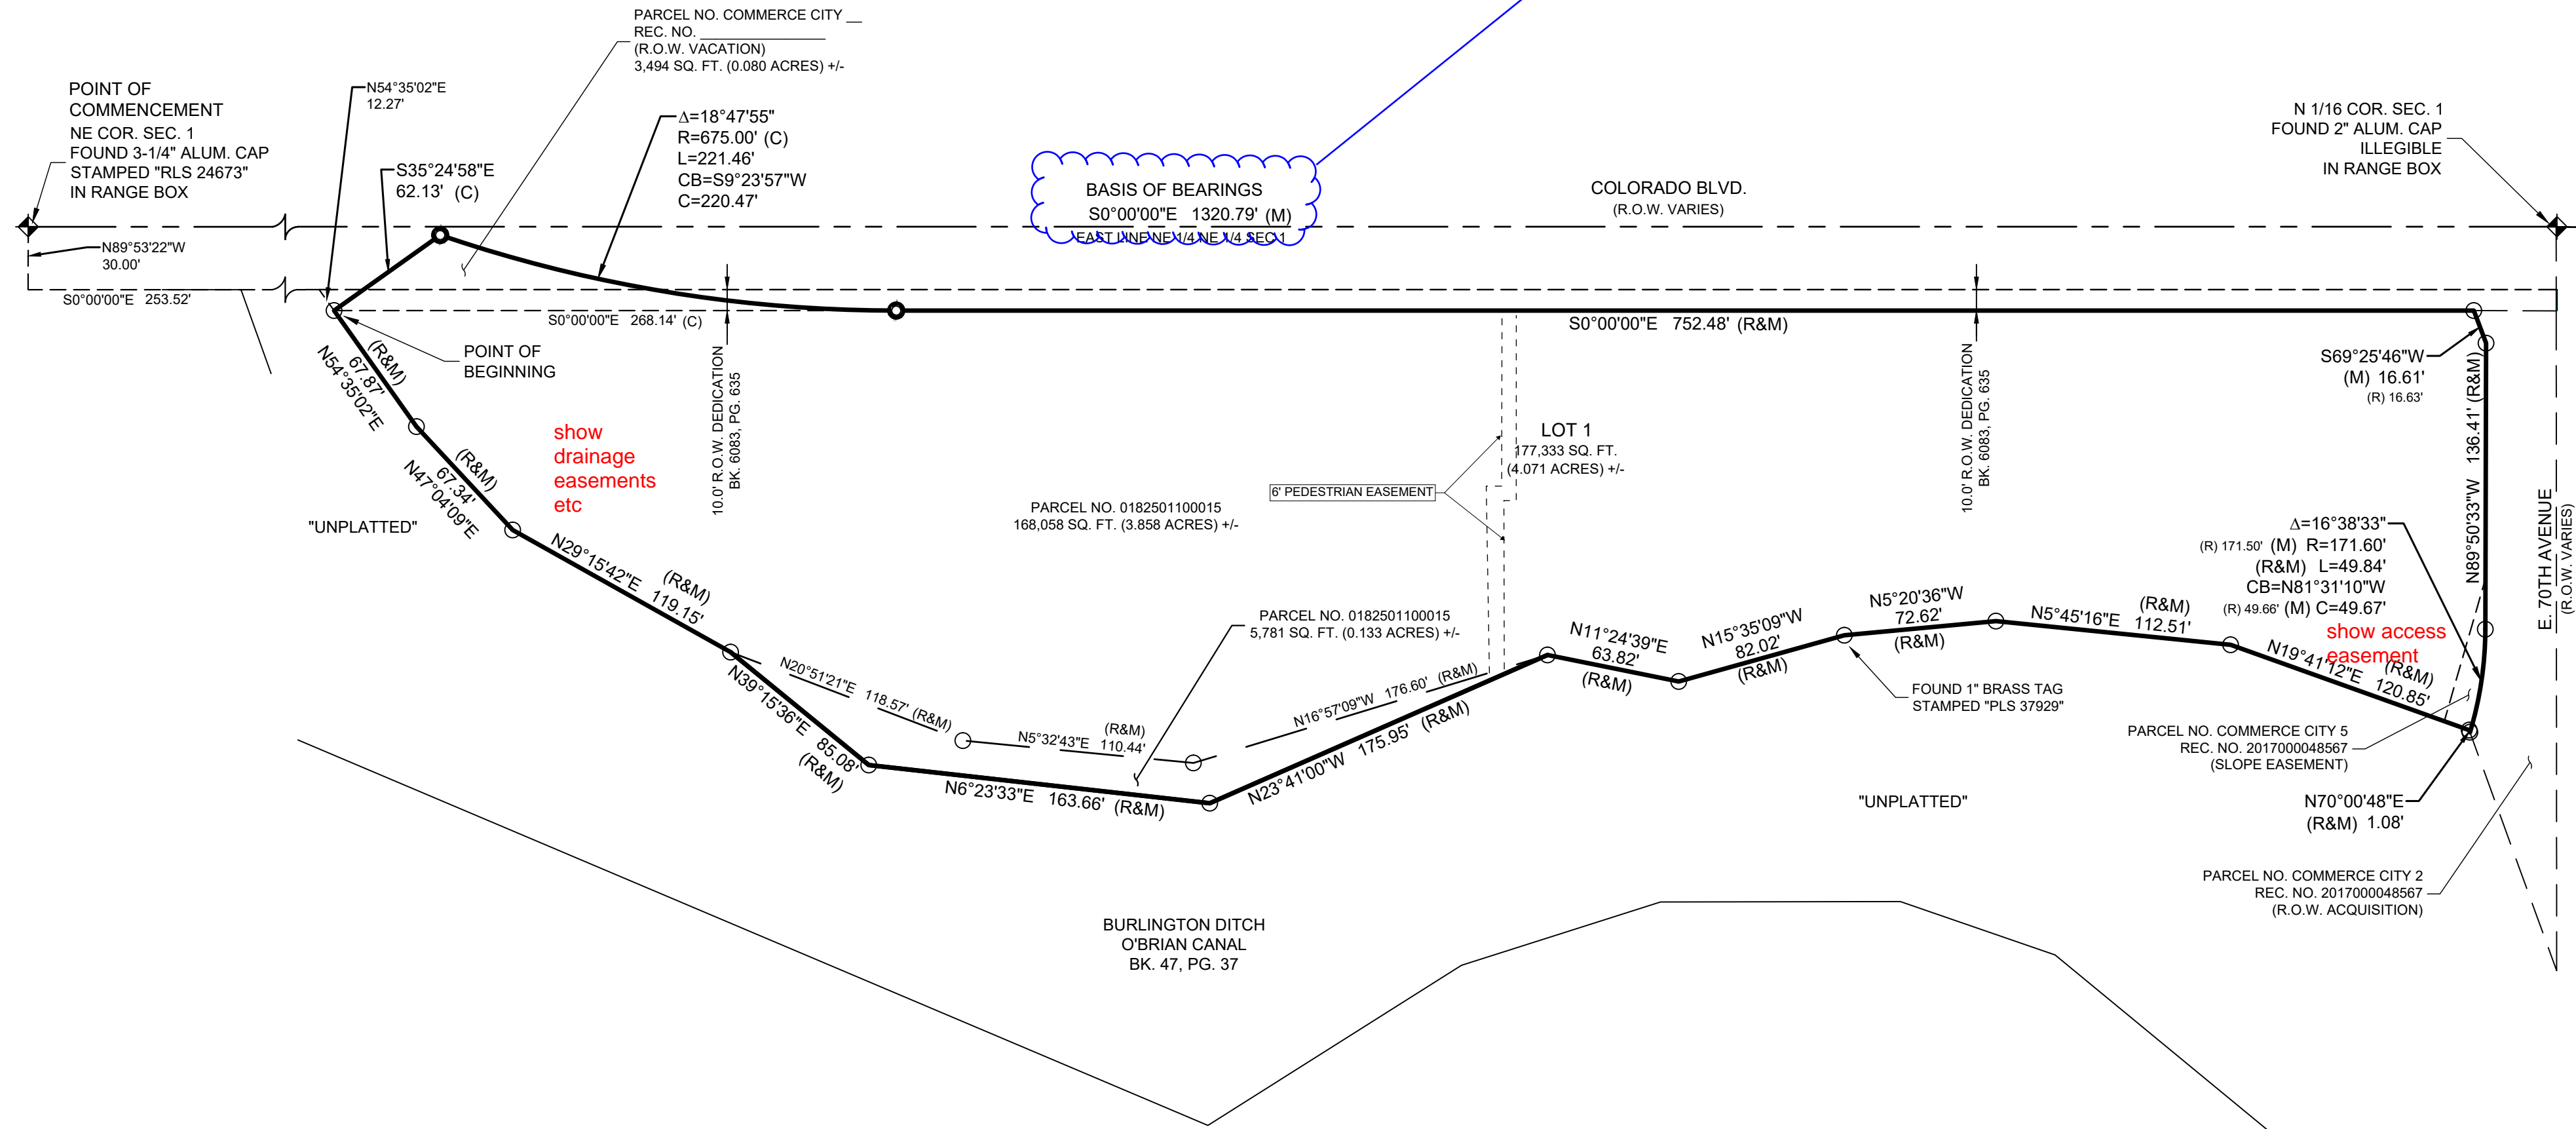 PARCEL NO. COMMERCE CITY __
REC. NO. ________________
(R.O.W. VACATION)
3,494 SQ. FT. (0.080 ACRES) +/-
POINT OF
COMMENCEMENT
NE COR. SEC. 1
FOUND 3-1/4" ALUM. CAP
STAMPED "RLS 24673"
IN RANGE BOX
N54°35'02"E
12.27'
S35°24'58"E
62.13' (C)
Δ=18°47'55"
R=675.00' (C)
L=221.46'
CB=S9°23'57"W
C=220.47'
BASIS OF BEARINGS
S0°00'00"E 1320.79' (M)
EAST LINE NE 1/4 NE 1/4 SEC 1
COLORADO BLVD.
(R.O.W. VARIES)
N 1/16 COR. SEC. 1
FOUND 2" ALUM. CAP
ILLEGIBLE
IN RANGE BOX
N89°53'22"W
30.00'
S0°00'00"E 253.52'
S0°00'00"E 268.14' (C)
S0°00'00"E 752.48' (R&M)
POINT OF
BEGINNING
10.0' R.O.W. DEDICATION
BK. 6083, PG. 635
10.0' R.O.W. DEDICATION
BK. 6083, PG. 635
S69°25'46"W
(M) 16.61'
(R) 16.63'
N89°50'33"W 136.41' (R&M)
(R&M)
67.87'
N54°35'02"E
(R&M)
67.34'
N47°04'09"E
show
drainage
easements
etc
"UNPLATTED"
LOT 1
177,333 SQ. FT.
(4.071 ACRES) +/-
6' PEDESTRIAN EASEMENT
PARCEL NO. 0182501100015
168,058 SQ. FT. (3.858 ACRES) +/-
Δ=16°38'33"
(R) 171.50' (M) R=171.60'
(R&M) L=49.84'
CB=N81°31'10"W
(R) 49.66' (M) C=49.67'
show access
easement
E. 70TH AVENUE
(R.O.W. VARIES)
N29°15'42"E 119.15'
(R&M)
PARCEL NO. 0182501100015
5,781 SQ. FT. (0.133 ACRES) +/-
N11°24'39"E
63.82'
(R&M)
N15°35'09"W
82.02'
(R&M)
N5°20'36"W
72.62'
(R&M)
N5°45'16"E 112.51'
(R&M)
N19°41'12"E 120.85'
(R&M)
N20°51'21"E 118.57' (R&M)
N39°15'36"E 85.08'
(R&M)
N5°32'43"E 110.44'
(R&M)
N16°57'09"W 176.60' (R&M)
N23°41'00"W 175.95' (R&M)
N6°23'33"E 163.66' (R&M)
FOUND 1" BRASS TAG
STAMPED "PLS 37929"
PARCEL NO. COMMERCE CITY 5
REC. NO. 2017000048567
(SLOPE EASEMENT)
"UNPLATTED"
N70°00'48"E
(R&M) 1.08'
PARCEL NO. COMMERCE CITY 2
REC. NO. 2017000048567
(R.O.W. ACQUISITION)
BURLINGTON DITCH
O'BRIAN CANAL
BK. 47, PG. 37